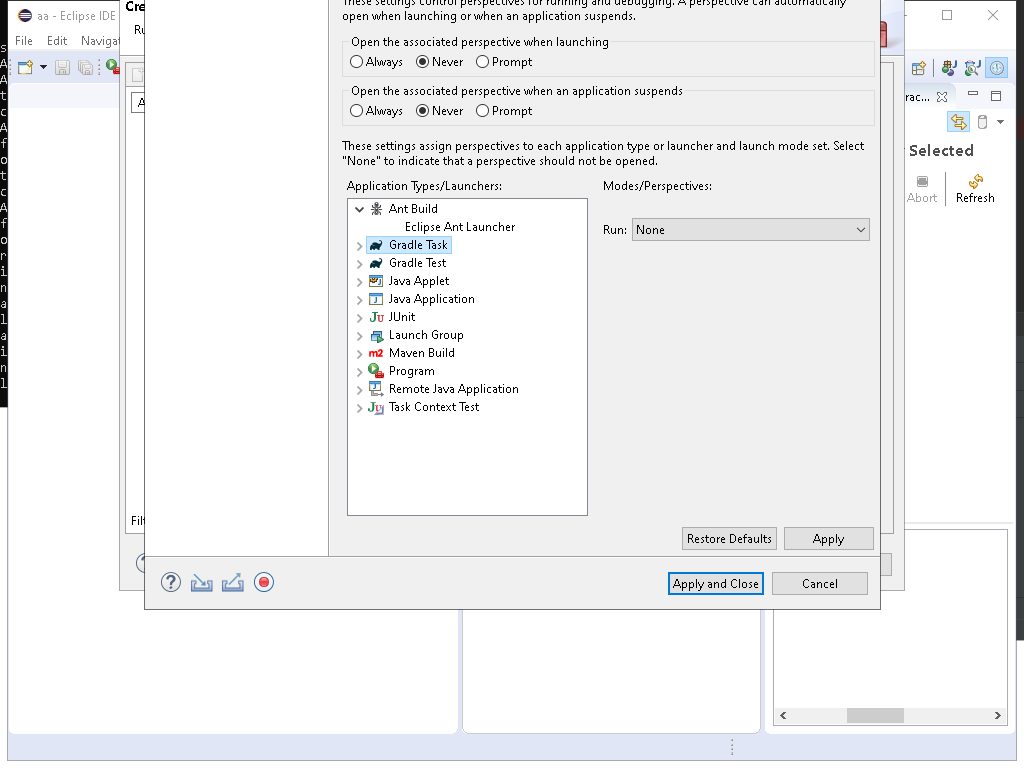 aa - Eclipse IDE
Cre
These settings control perspectives for running and debugging. A perspective can automatically
open when launching or when an application suspends.
File Edit Navigat
Ru
Open the associated perspective when launching
Always Never Prompt
Open the associated perspective when an application suspends
rac...
A
Always Never Prompt
These settings assign perspectives to each application type or launcher and launch mode set. Select
"None" to indicate that a perspective should not be opened.
Selected
Application Types/Launchers:
Modes/Perspectives:
Abort Refresh
Ant Build
Eclipse Ant Launcher
Run: None
Gradle Task
Gradle Test
Java Applet
Java Application
JUnit
Launch Group
Maven Build
Program
Remote Java Application
Task Context Test
Filt
Restore Defaults Apply
Apply and Close Cancel